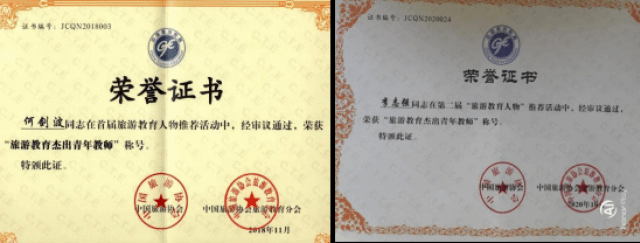 证书编号：JCQN2018003
荣誉证书
何剑波同志在首届旅游教育人物推荐活动中，经审议通过，荣获
“旅游教育杰出青年教师”称号。
特颁此证。
中国旅游协会 中国旅游协会旅游教育分会
2018年11月
证书编号：JCQN2020024
荣誉证书
李志强同志在第二届“旅游教育人物”推荐活动中，经审议通过，
荣获“旅游教育杰出青年教师”称号。
特颁此证。
中国旅游协会 中国旅游协会旅游教育分会